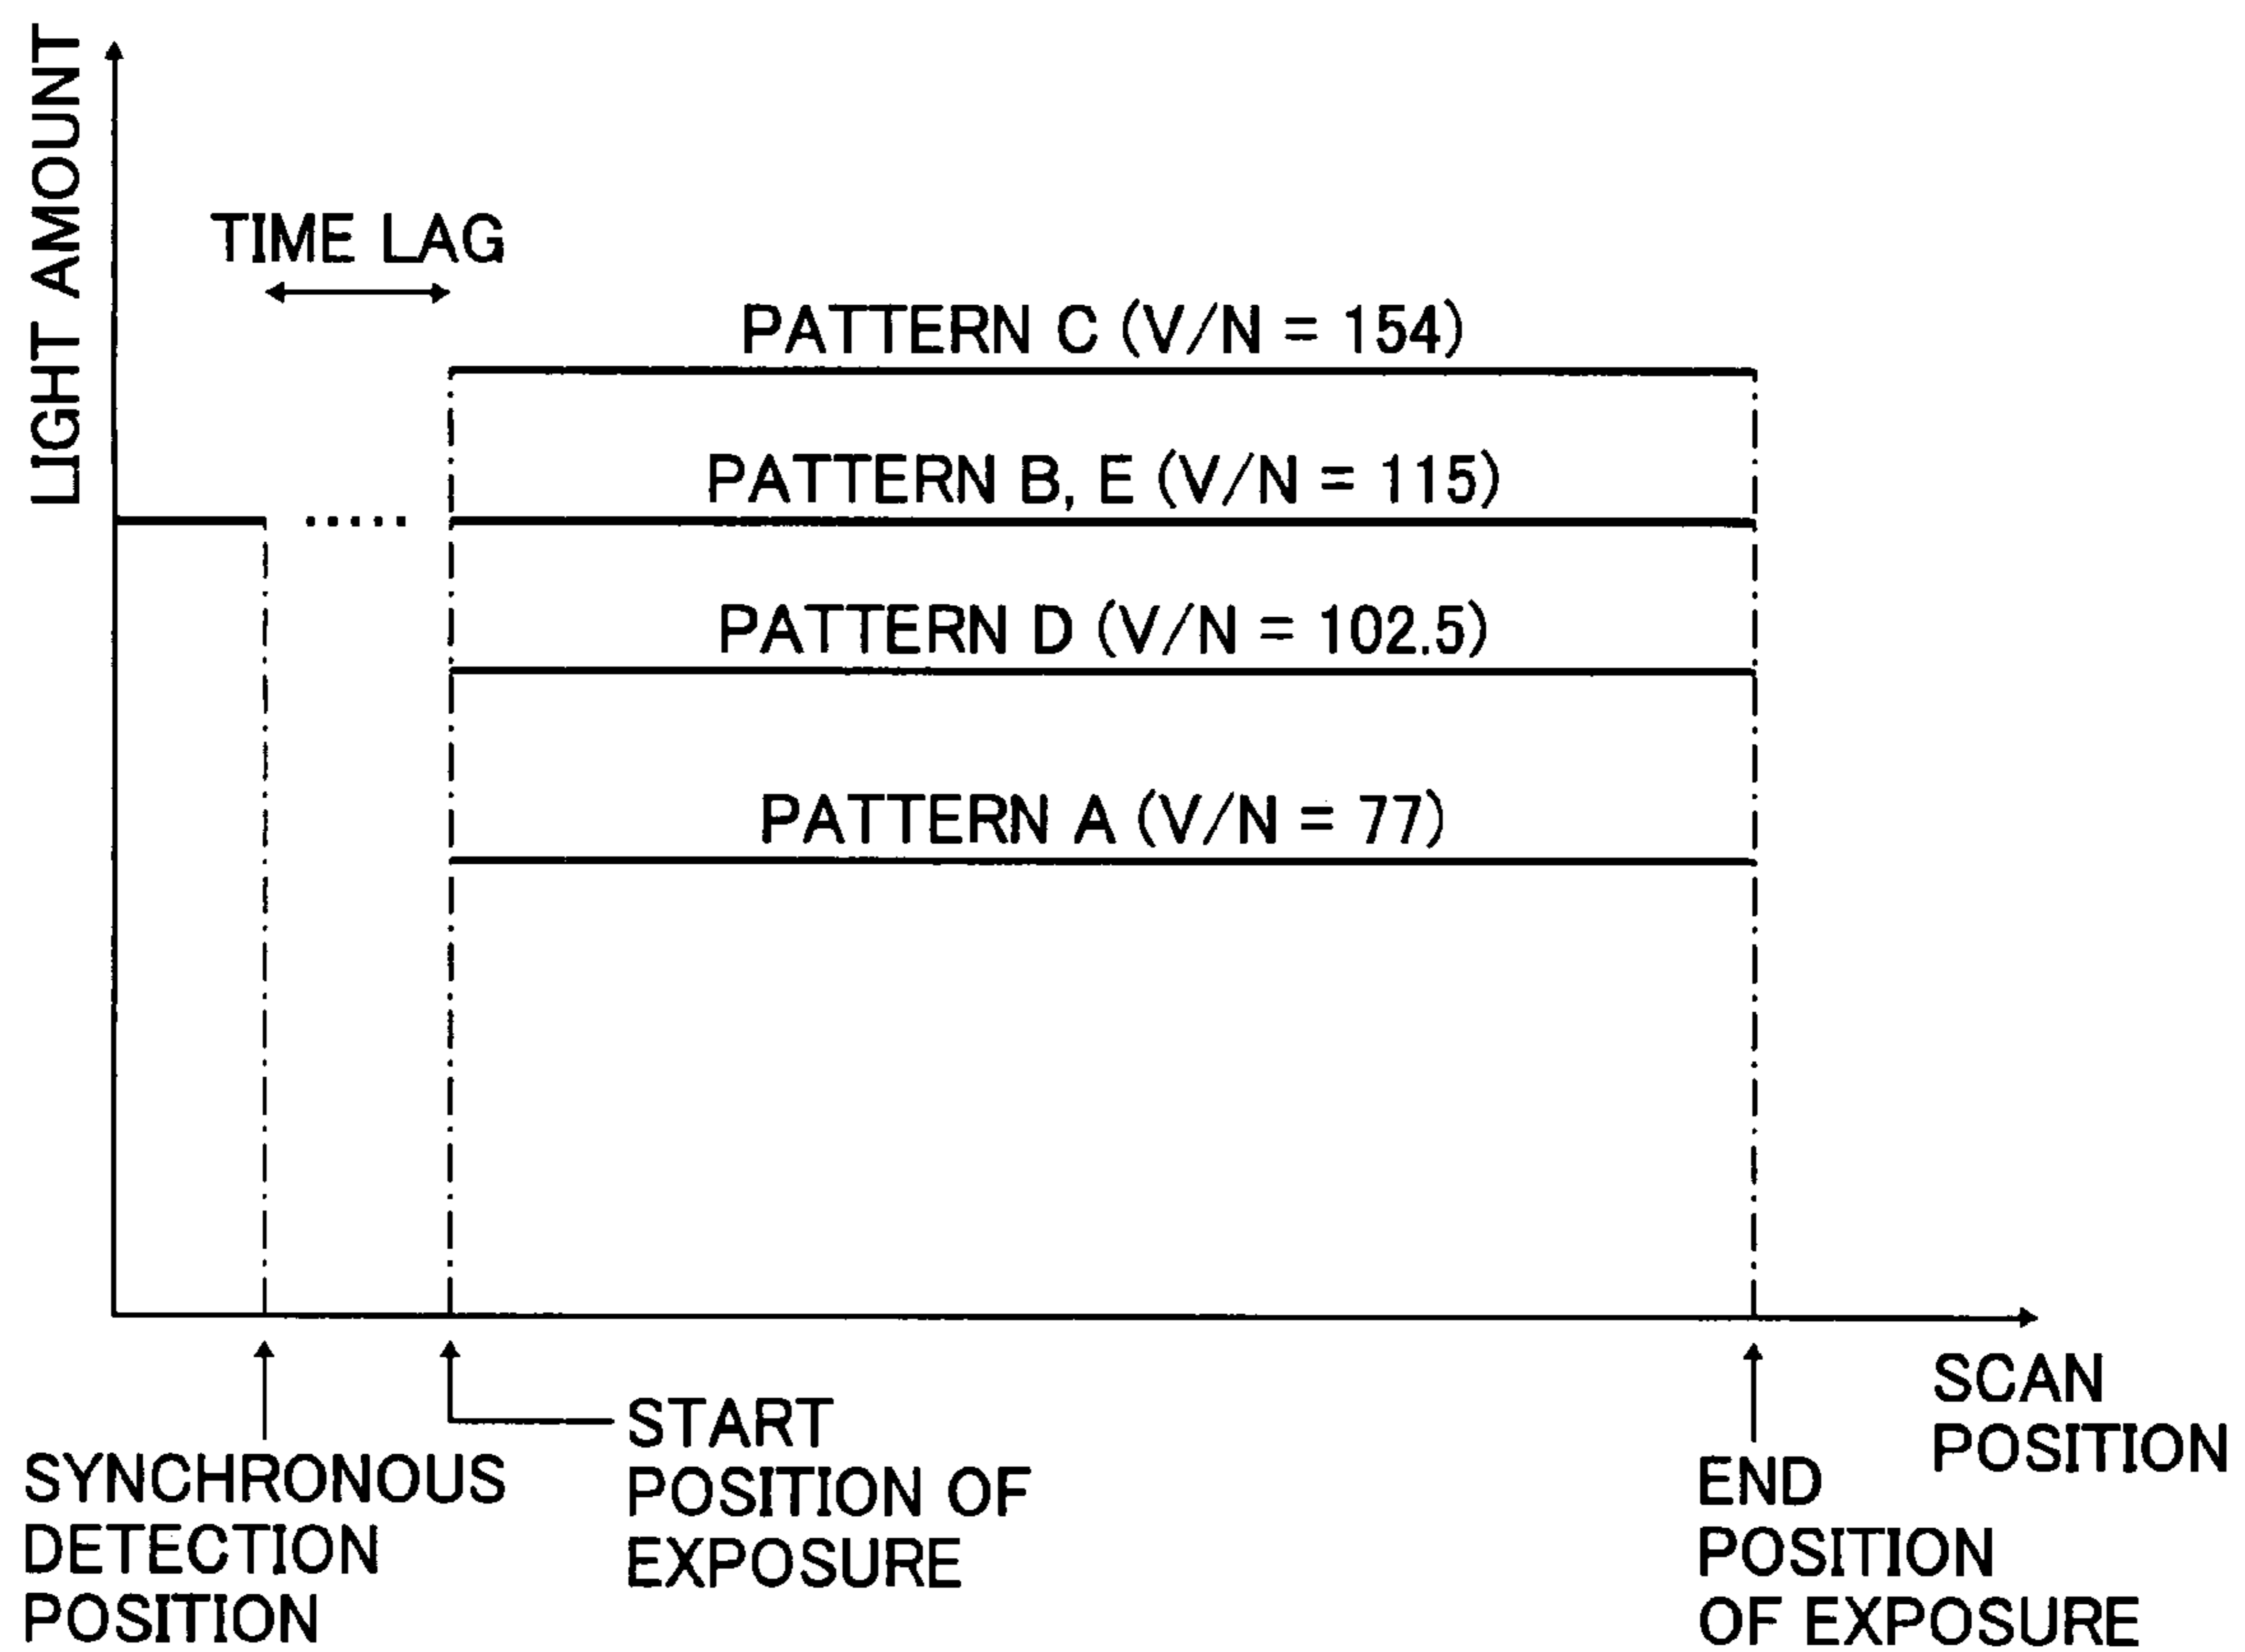 LIGHT AMOUNT
TIME LAG
PATTERN C (V/N = 154)
PATTERN B, E (V/N = 115)
PATTERN D (V/N = 102.5)
PATTERN A (V/N = 77)
SCAN
POSITION
START
POSITION OF
EXPOSURE
SYNCHRONOUS
DETECTION
POSITION
END
POSITION
OF EXPOSURE